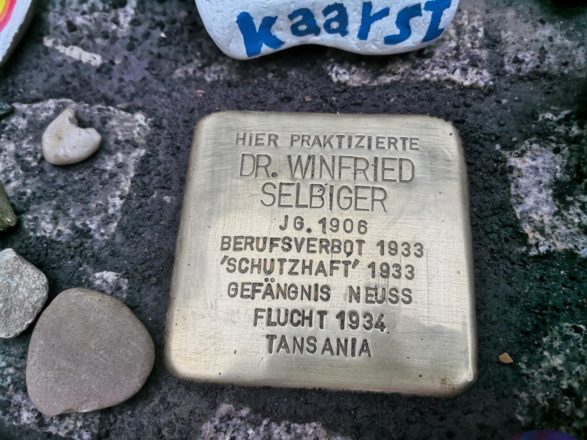 kaarst
HIER PRAKTIZIERTE
DR. WINFRIED
SELBIGER
JG. 1906
BERUFSVERBOT 1933
'SCHUTZHAFT' 1933
GEFÄNGNIS NEUSS
FLUCHT 1934
TANSANIA